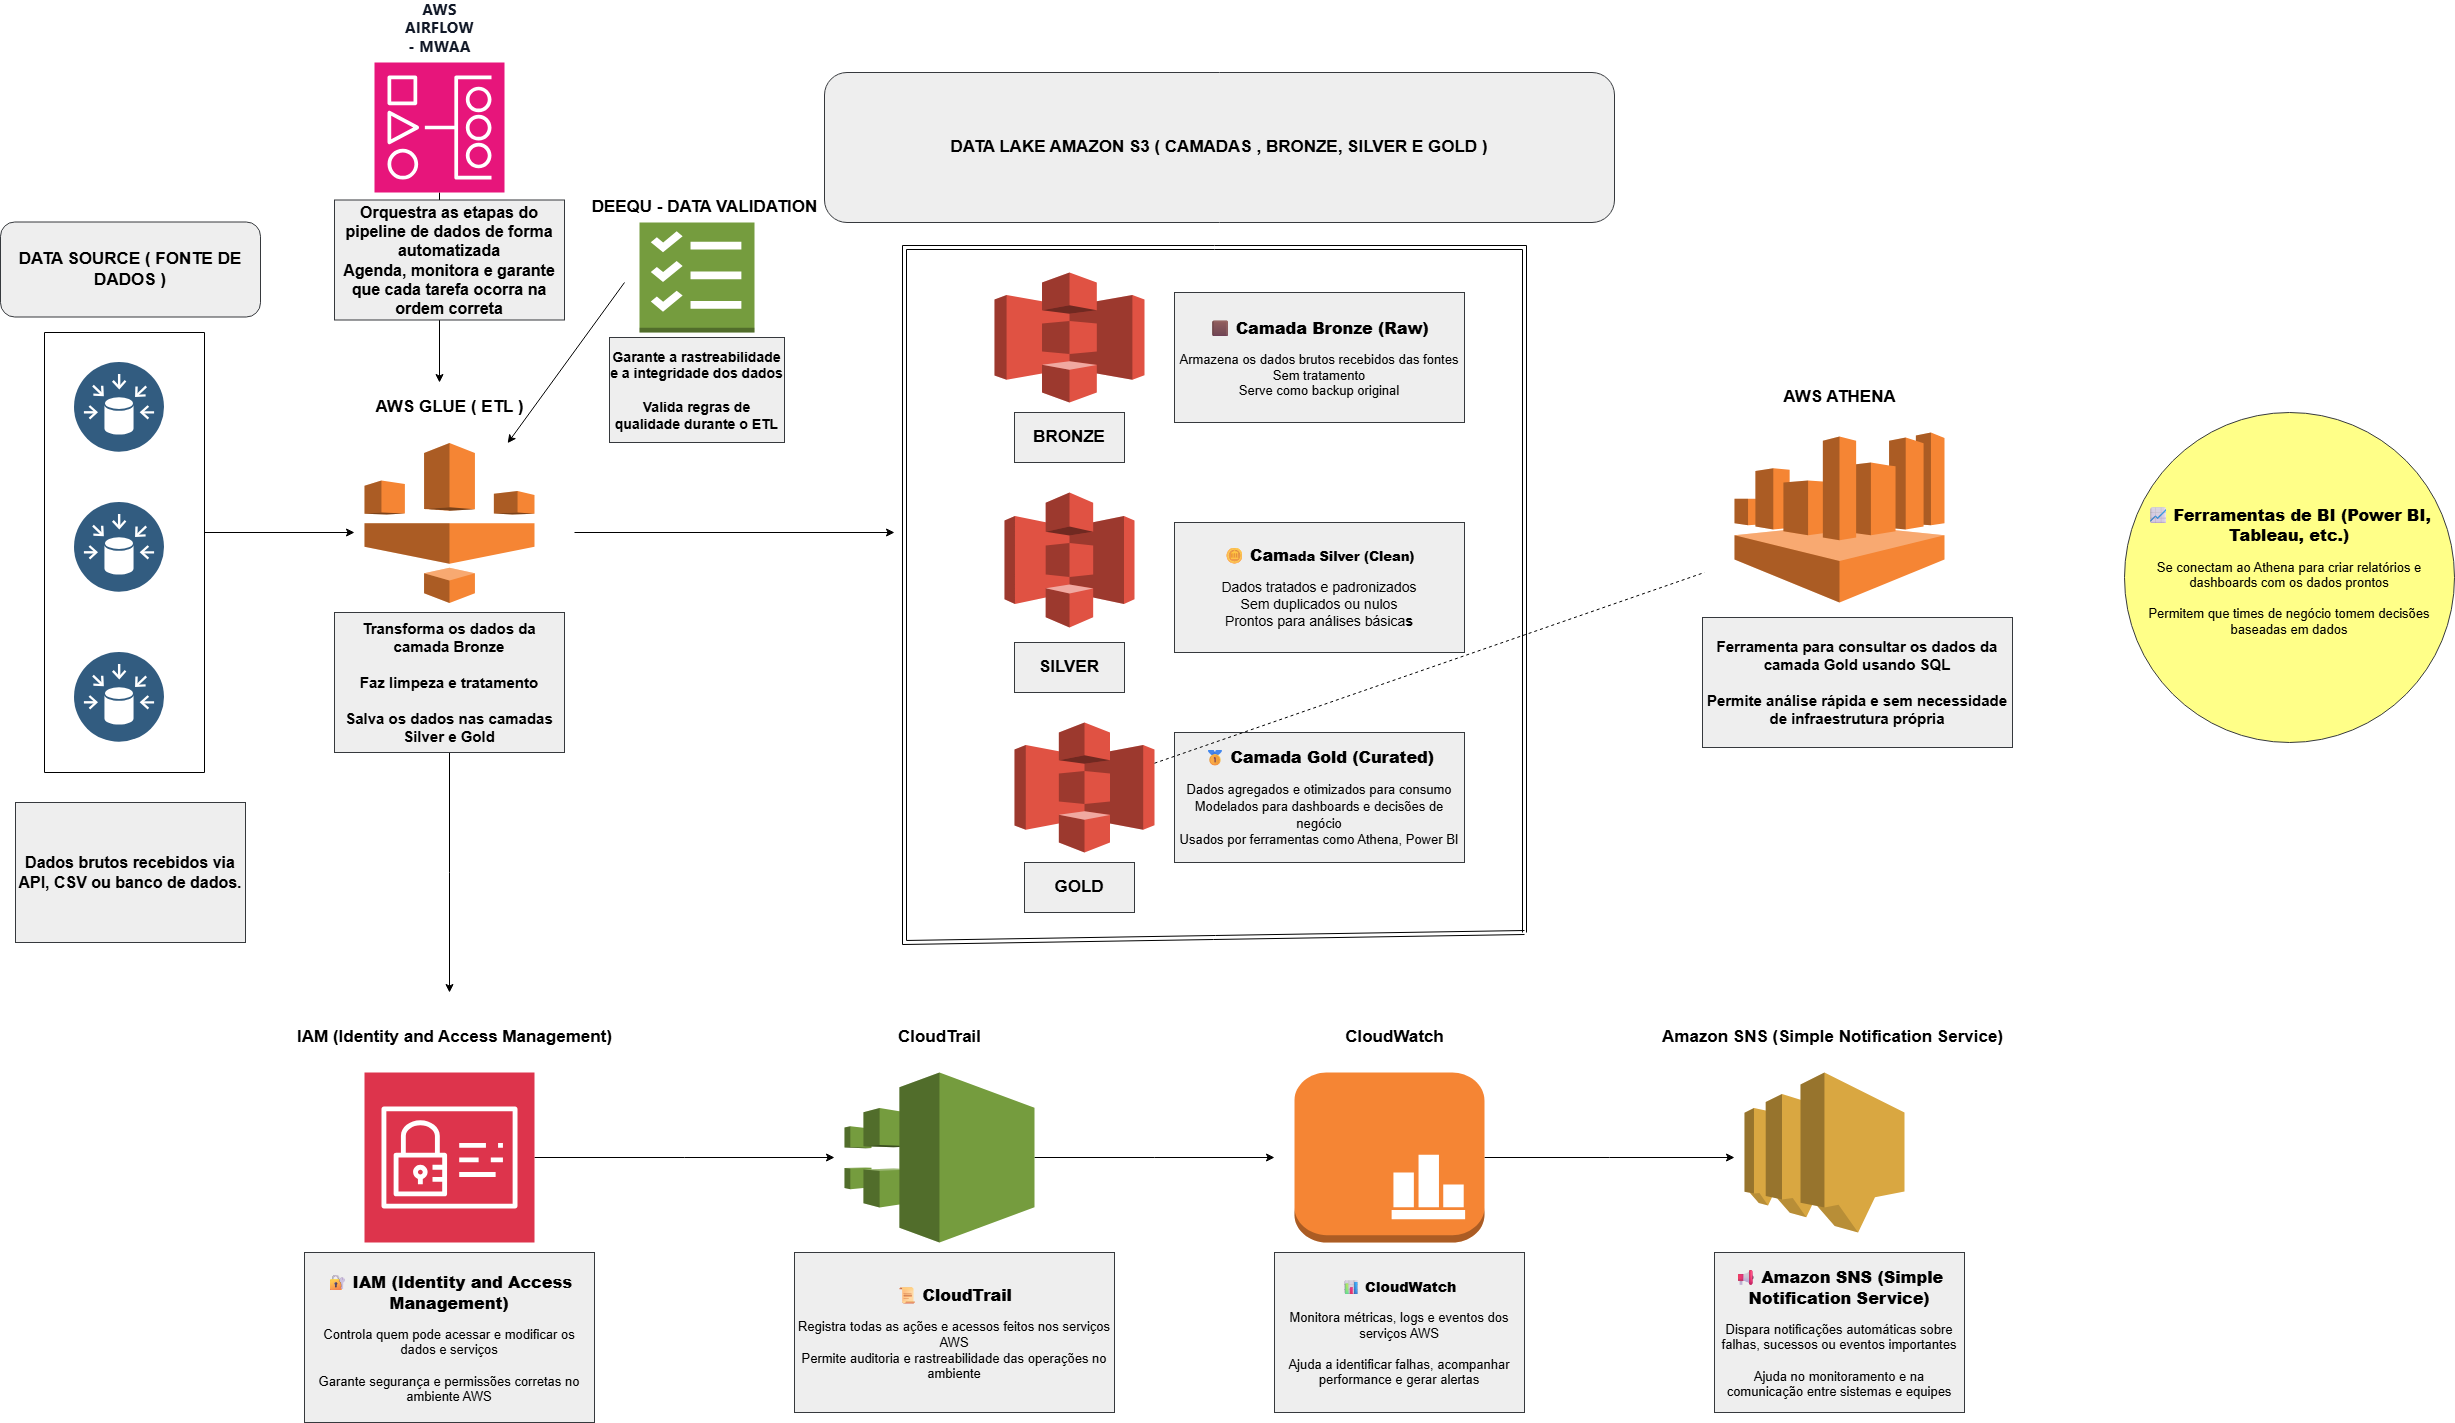 AWS
AIRFLOW
- MWAA
Orquestra as etapas do
pipeline de dados de forma
automatizada
Agenda, monitora e garante
que cada tarefa ocorra na
ordem correta
DATA SOURCE ( FONTE DE
DADOS )
Dados brutos recebidos via
API, CSV ou banco de dados.
DEEQU - DATA VALIDATION
Garante a rastreabilidade
e a integridade dos dados
Valida regras de
qualidade durante o ETL
AWS GLUE ( ETL )
Transforma os dados da
camada Bronze
Faz limpeza e tratamento
Salva os dados nas camadas
Silver e Gold
DATA LAKE AMAZON S3 ( CAMADAS , BRONZE, SILVER E GOLD )
BRONZE
Camada Bronze (Raw)
Armazena os dados brutos recebidos das fontes
Sem tratamento
Serve como backup original
SILVER
Camada Silver (Clean)
Dados tratados e padronizados
Sem duplicados ou nulos
Prontos para análises básicas
GOLD
Camada Gold (Curated)
Dados agregados e otimizados para consumo
Modelados para dashboards e decisões de
negócio
Usados por ferramentas como Athena, Power BI
AWS ATHENA
Ferramenta para consultar os dados da
camada Gold usando SQL
Permite análise rápida e sem necessidade
de infraestrutura própria
Ferramentas de BI (Power BI,
Tableau, etc.)
Se conectam ao Athena para criar relatórios e
dashboards com os dados prontos
Permitem que times de negócio tomem decisões
baseadas em dados
IAM (Identity and Access Management)
IAM (Identity and Access
Management)
Controla quem pode acessar e modificar os
dados e serviços
Garante segurança e permissões corretas no
ambiente AWS
CloudTrail
CloudTrail
Registra todas as ações e acessos feitos nos serviços
AWS
Permite auditoria e rastreabilidade das operações no
ambiente
CloudWatch
CloudWatch
Monitora métricas, logs e eventos dos
serviços AWS
Ajuda a identificar falhas, acompanhar
performance e gerar alertas
Amazon SNS (Simple Notification Service)
Amazon SNS (Simple
Notification Service)
Dispara notificações automáticas sobre
falhas, sucessos ou eventos importantes
Ajuda no monitoramento e na
comunicação entre sistemas e equipes